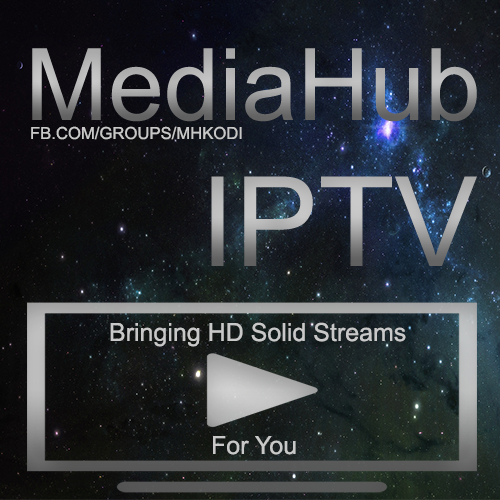 MediaHub
FB.COM/GROUPS/MHKODI
IPTV
Bringing HD Solid Streams
For You